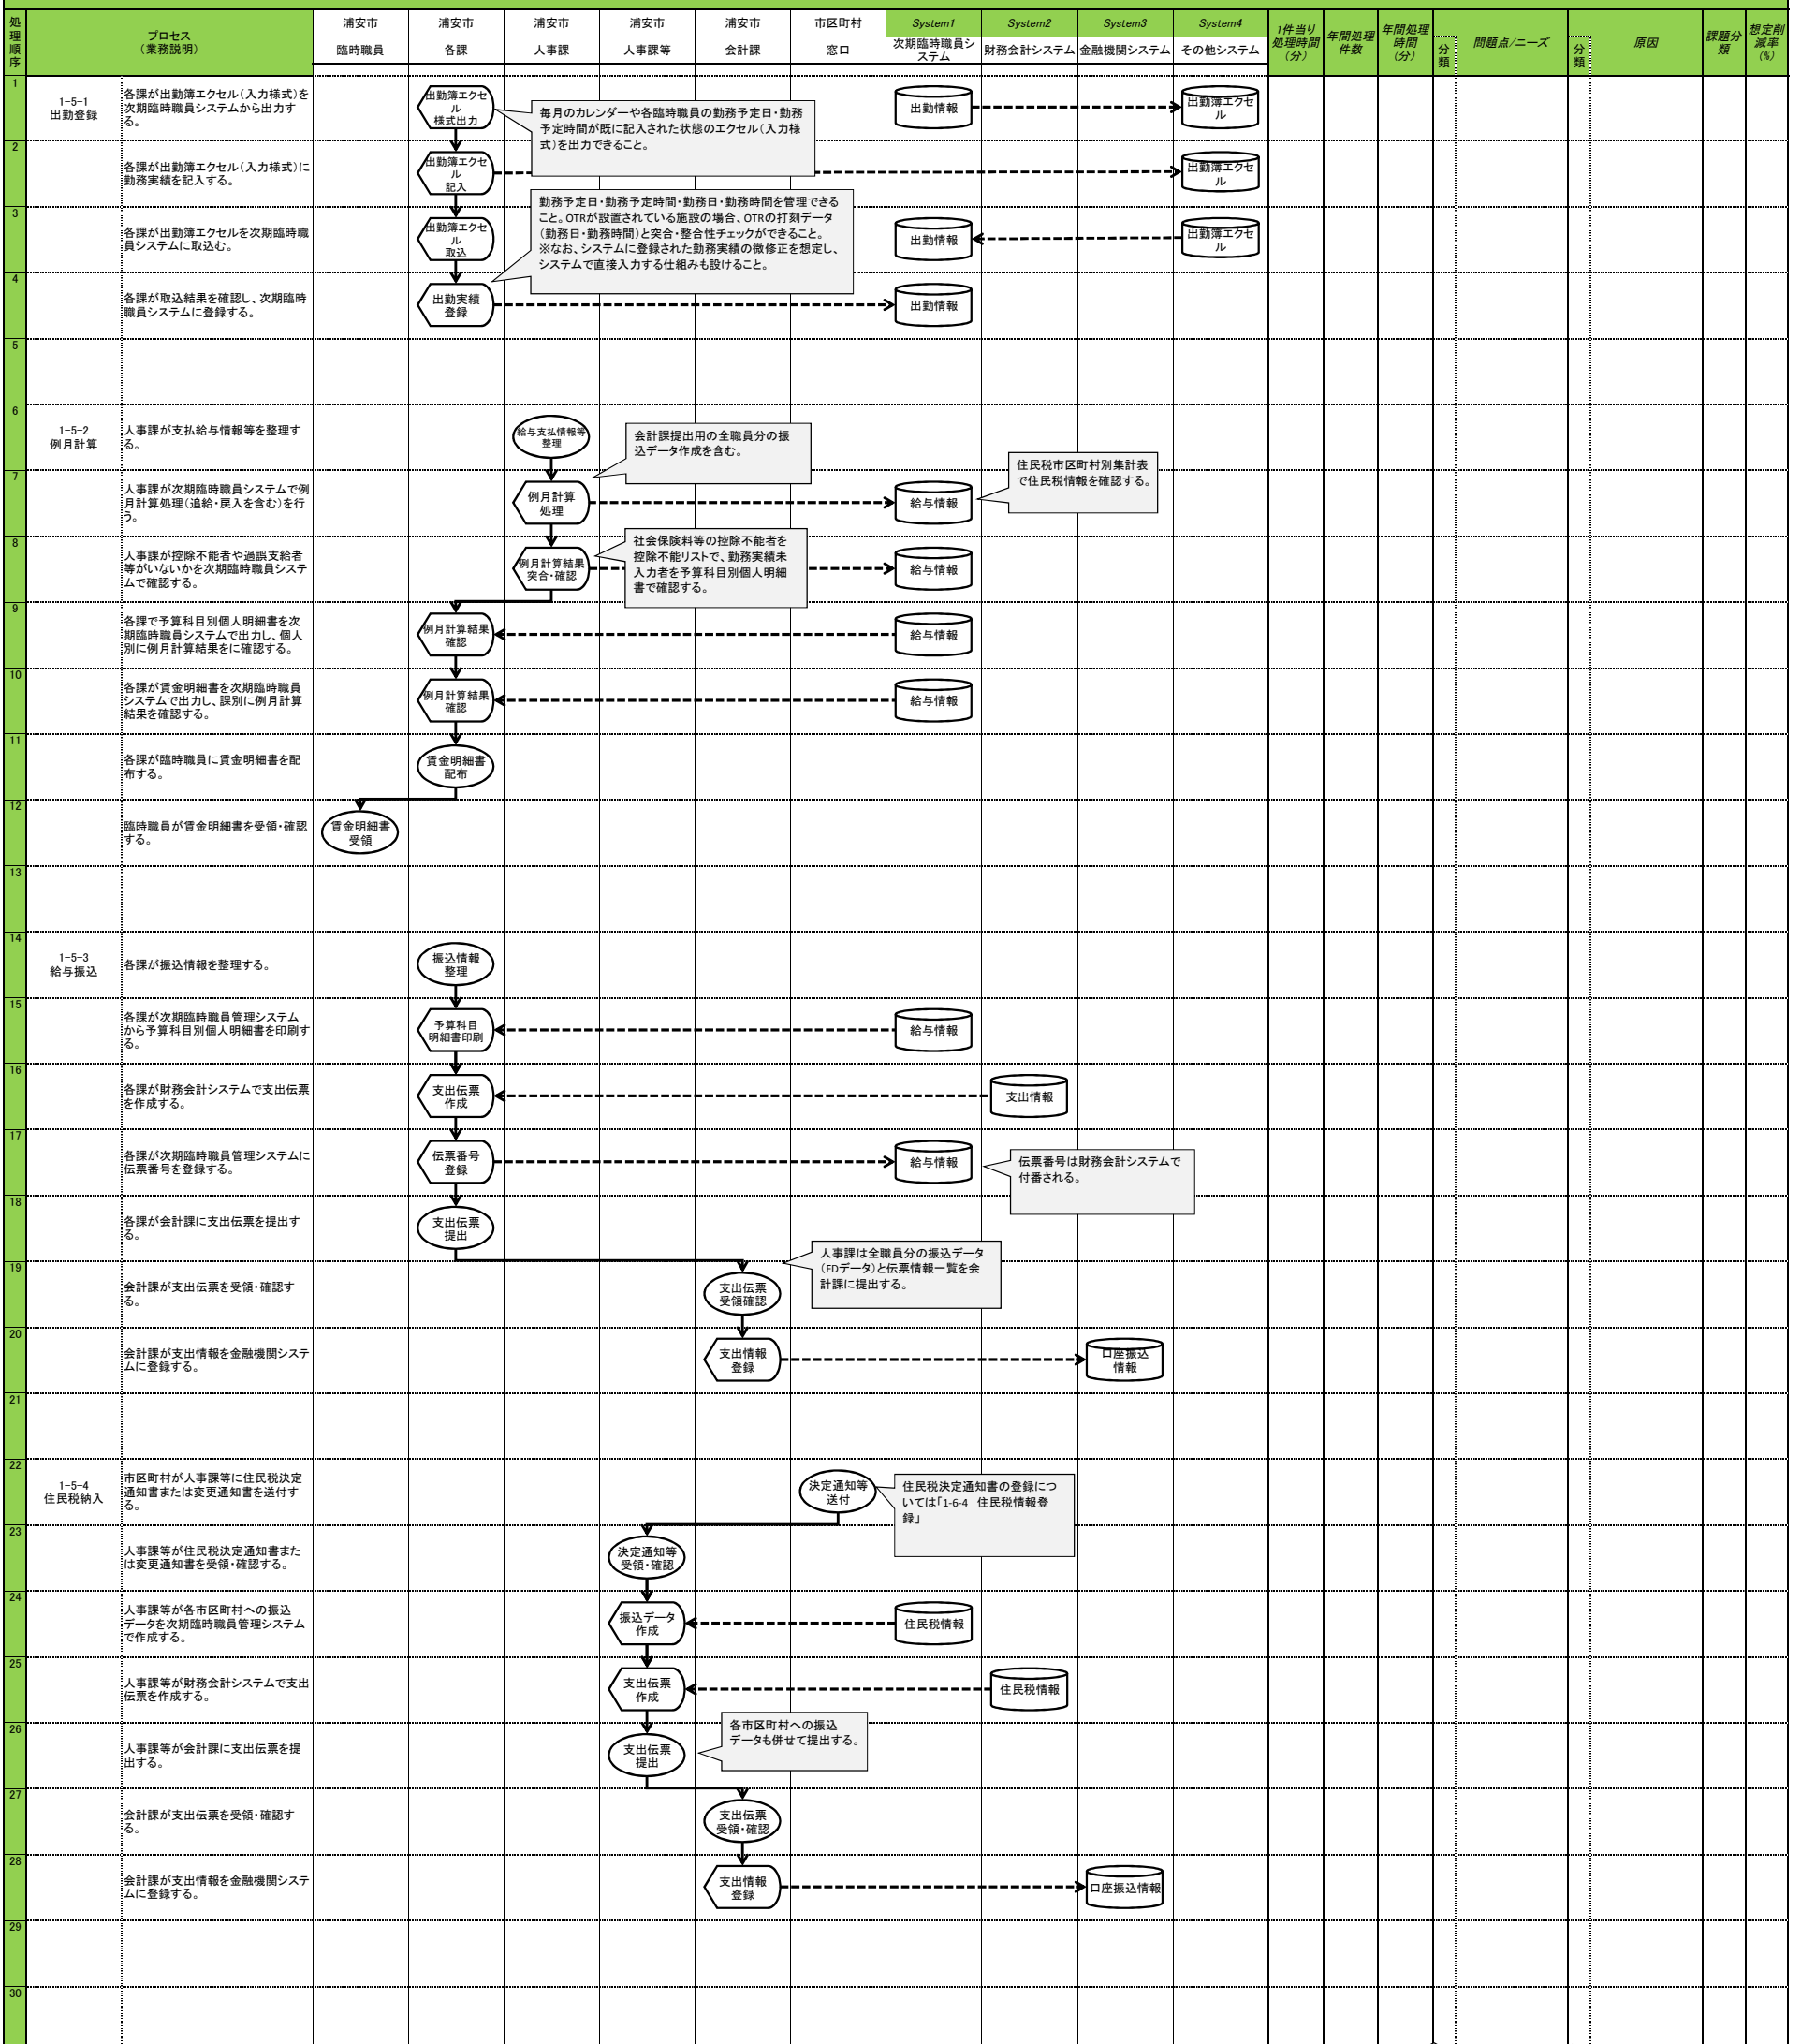 処
理
順
序
プロセス
(業務説明)
浦安市
浦安市
浦安市
浦安市
浦安市
市区町村
System1
System2
System3
System4
臨時職員
各課
人事課
人事課等
会計課
窓口
次期臨時職員シ
ステム
財務会計システム
金融機関システム
その他システム
1件当り
処理時間
(分)
年間処理
件数
年間処理
時間
(分)
分
類
問題点/ニーズ
分
類
原因
課題分
類
想定削
減率
(%)
1
1-5-1
出勤登録
各課が出勤簿エクセル(入力様式)を
次期臨時職員システムから出力す
る。
出勤簿エクセ
ル
様式出力
毎月のカレンダーや各臨時職員の勤務予定日・勤務
予定時間が既に記入された状態のエクセル(入力様
式)を出力できること。
出勤情報
出勤簿エクセ
ル
2
各課が出勤簿エクセル(入力様式)に
勤務実績を記入する。
出勤簿エクセ
ル
記入
出勤簿エクセ
ル
3
各課が出勤簿エクセルを次期臨時職
員システムに取込む。
出勤簿エクセ
ル
取込
勤務予定日・勤務予定時間・勤務日・勤務時間を管理できる
こと。OTRが設置されている施設の場合、OTRの打刻データ
(勤務日・勤務時間)と突合・整合性チェックができること。
※なお、システムに登録された勤務実績の微修正を想定し、
システムで直接入力する仕組みも設けること。
出勤情報
出勤簿エクセ
ル
4
各課が取込結果を確認し、次期臨時
職員システムに登録する。
出勤実績
登録
出勤情報
5
6
1-5-2
例月計算
人事課が支払給与情報等を整理す
る。
給与支払情報等
整理
会計課提出用の全職員分の振
込データ作成を含む。
7
人事課が次期臨時職員システムで例
月計算処理(追給・戻入を含む)を行
う。
例月計算
処理
給与情報
住民税市区町村別集計表
で住民税情報を確認する。
8
人事課が控除不能者や過誤支給者
等がいないかを次期臨時職員システ
ムで確認する。
例月計算結果
突合・確認
社会保険料等の控除不能者を
控除不能リストで、勤務実績未
入力者を予算科目別個人明細
書で確認する。
給与情報
9
各課で予算科目別個人明細書を次
期臨時職員システムで出力し、個人
別に例月計算結果をに確認する。
例月計算結果
確認
給与情報
10
各課が賃金明細書を次期臨時職員
システムで出力し、課別に例月計算
結果を確認する。
例月計算結果
確認
給与情報
11
各課が臨時職員に賃金明細書を配
布する。
賃金明細書
配布
12
臨時職員が賃金明細書を受領・確認
する。
賃金明細書
受領
13
14
1-5-3
給与振込
各課が振込情報を整理する。
振込情報
整理
15
各課が次期臨時職員管理システム
から予算科目別個人明細書を印刷す
る。
予算科目
明細書印刷
給与情報
16
各課が財務会計システムで支出伝票
を作成する。
支出伝票
作成
支出情報
17
各課が次期臨時職員管理システムに
伝票番号を登録する。
伝票番号
登録
給与情報
伝票番号は財務会計システムで
付番される。
18
各課が会計課に支出伝票を提出す
る。
支出伝票
提出
19
会計課が支出伝票を受領・確認す
る。
支出伝票
受領確認
人事課は全職員分の振込データ
(FDデータ)と伝票情報一覧を会
計課に提出する。
20
会計課が支出情報を金融機関システ
ムに登録する。
支出情報
登録
口座振込
情報
21
22
1-5-4
住民税納入
市区町村が人事課等に住民税決定
通知書または変更通知書を送付す
る。
決定通知等
送付
住民税決定通知書の登録につ
いては「1-6-4 住民税情報登
録」
23
人事課等が住民税決定通知書また
は変更通知書を受領・確認する。
決定通知等
受領・確認
24
人事課等が各市区町村への振込
データを次期臨時職員管理システム
で作成する。
振込データ
作成
住民税情報
25
人事課等が財務会計システムで支出
伝票を作成する。
支出伝票
作成
住民税情報
26
人事課等が会計課に支出伝票を提
出する。
支出伝票
提出
各市区町村への振込
データも併せて提出する。
27
会計課が支出伝票を受領・確認す
る。
支出伝票
受領・確認
28
会計課が支出情報を金融機関システ
ムに登録する。
支出情報
登録
口座振込情報
29
30